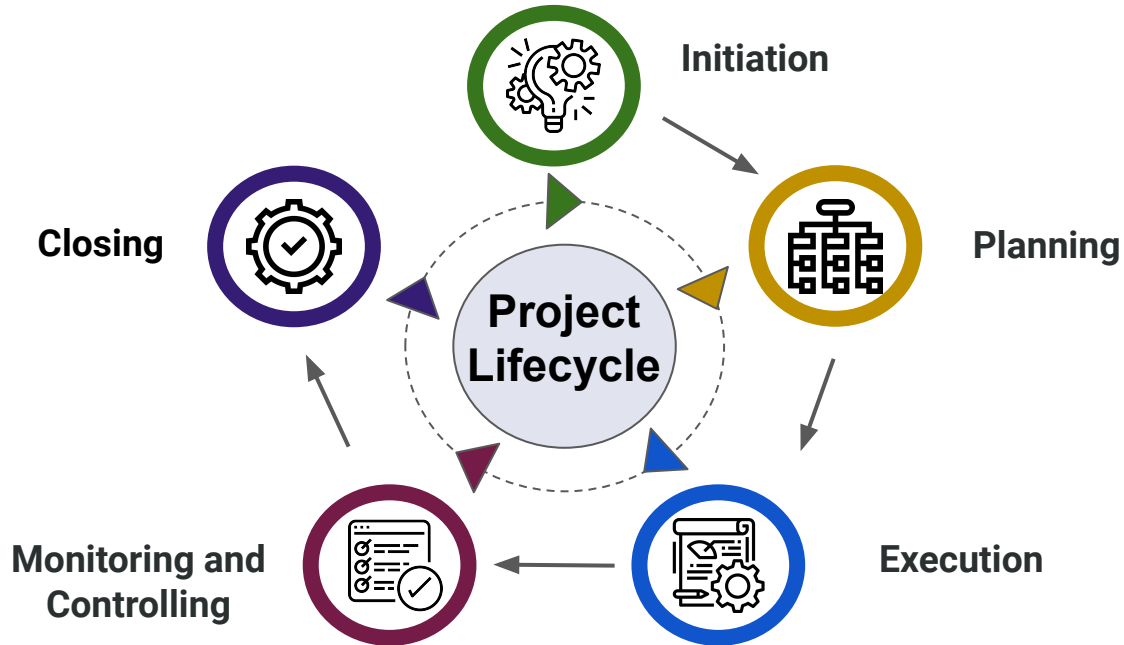 Initiation
Planning
Execution
Monitoring and
Controlling
Closing
Project
Lifecycle